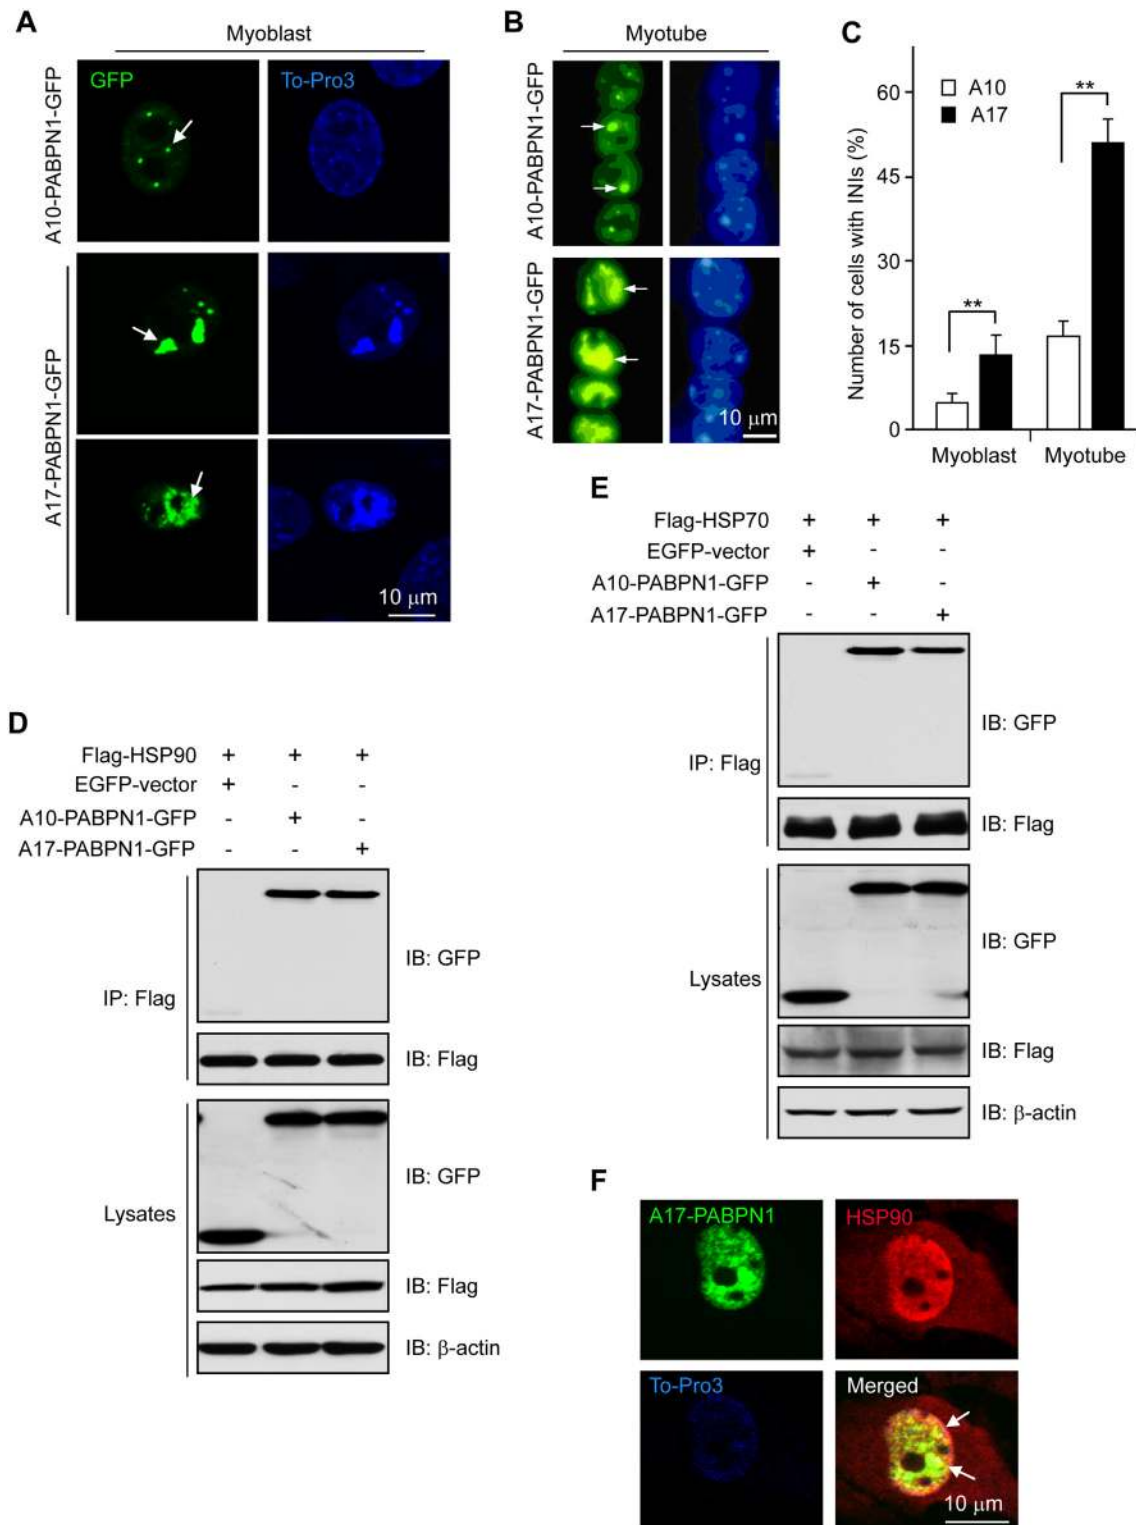 A
Myoblast
GFP
To-Pro3
A10-PABPN1-GFP
A17-PABPN1-GFP
10 μm
B
Myotube
A10-PABPN1-GFP
A17-PABPN1-GFP
10 μm
C
Number of cells with INIs (%)
60
45
30
15
0
A10
A17
**
**
Myoblast
Myotube
D
Flag-HSP90 + + +
EGFP-vector + - -
A10-PABPN1-GFP - + -
A17-PABPN1-GFP - - +
IP: Flag
IB: GFP
IB: Flag
Lysates
IB: GFP
IB: Flag
IB: β-actin
E
Flag-HSP70 + + +
EGFP-vector + - -
A10-PABPN1-GFP - + -
A17-PABPN1-GFP - - +
IP: Flag
IB: GFP
IB: Flag
Lysates
IB: GFP
IB: Flag
IB: β-actin
F
A17-PABPN1
HSP90
To-Pro3
Merged
10 μm